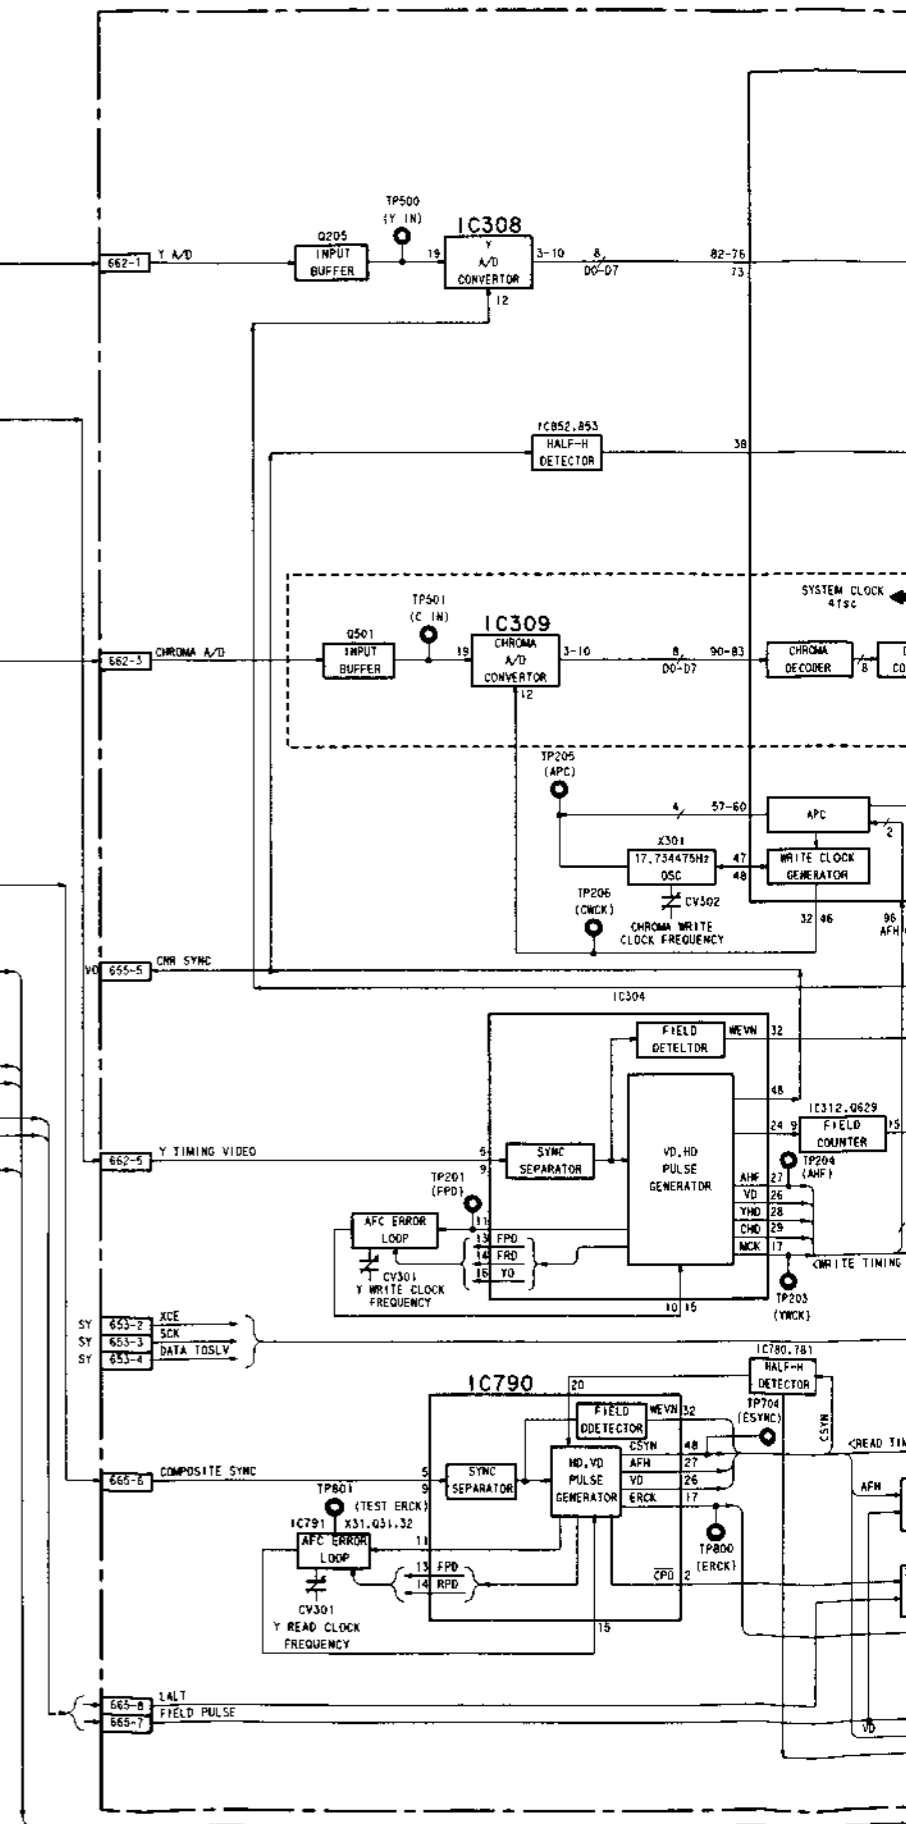 TP500
(Y IN)
IC308
Q205
INPUT
BUFFER
Y
A/D
CONVERTOR
662-1
Y A/D
19
3-10
8
D0-D7
82-76
73
12
IC852,853
HALF-H
DETECTOR
38
SYSTEM CLOCK
4fsc
TP501
(C IN)
IC309
Q501
INPUT
BUFFER
CHROMA
A/D
CONVERTOR
662-3
CHROMA A/D
19
3-10
8
D0-D7
90-83
CHROMA
DECODER
8
CO
12
TP205
(APC)
4
57-60
APC
2
X301
17,734475Hz
OSC
47
48
WRITE CLOCK
GENERATOR
CV302
TP206
(CWCK)
CHROMA WRITE
CLOCK FREQUENCY
32
46
96
AFH
VO
655-5
CNR SYNC
IC304
FIELD
DETELTOR
WEVN
32
48
IC312,Q629
24
9
FIELD
COUNTER
15
662-5
Y TIMING VIDEO
5
9
SYNC
SEPARATOR
VD,HD
PULSE
GENERATOR
TP204
(AHF)
TP201
(FPD)
AHF
27
VD
26
YHD
28
CHD
29
MCK
17
AFC ERROR
LOOP
11
13
FPD
14
FRD
16
YO
CV301
Y WRITE CLOCK
FREQUENCY
<WRITE TIMING
10
15
TP203
(YWCK)
SY
653-2
XCE
SY
653-3
SCK
SY
653-4
DATA TOSLV
IC780,781
HALF-H
DETECTOR
IC790
20
TP704
(ESYNC)
CSYN
FIELD
DDETECTOR
WEVN
32
CSYN
48
AFH
27
VD
26
ERCK
17
<READ TIM
665-6
COMPOSITE SYNC
5
9
SYNC
SEPARATOR
HD,VD
PULSE
GENERATOR
AFH
TP801
(TEST ERCK)
IC791
X31,Q31,32
AFC ERROR
LOOP
11
13
FPD
14
RPD
TP800
(ERCK)
CPD
2
CV301
Y READ CLOCK
FREQUENCY
15
665-8
1ALT
665-7
FIELD PULSE
VD